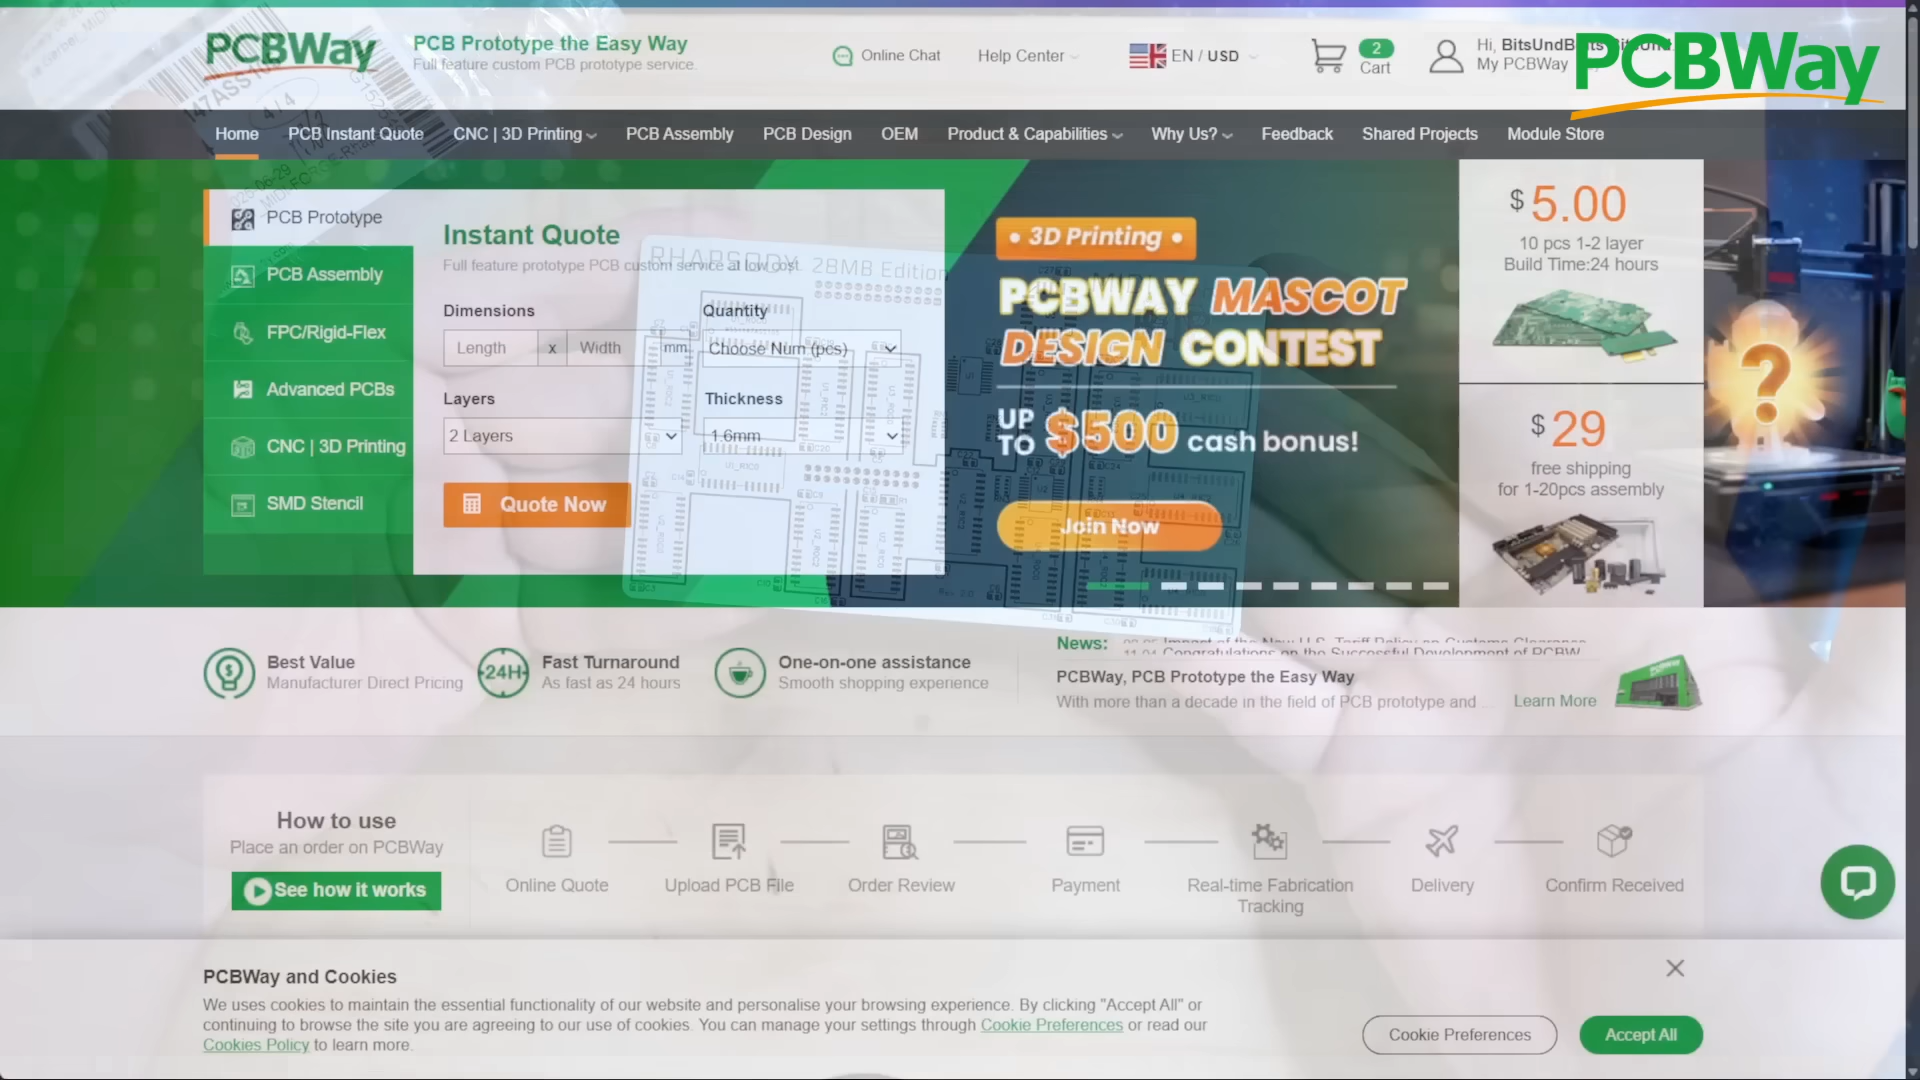 PCBWay
PCB Prototype the Easy Way
Full feature custom PCB prototype service.
Online Chat
Help Center
EN / USD
2
Cart
Hi, BitsUndB
My PCBWay
PCBWay
147ASS
4 / 4
Home
PCB Instant Quote
CNC | 3D Printing
PCB Assembly
PCB Design
OEM
Product & Capabilities
Why Us?
Feedback
Shared Projects
Module Store
PCB Prototype
PCB Assembly
FPC/Rigid-Flex
Advanced PCBs
CNC | 3D Printing
SMD Stencil
Instant Quote
Full feature prototype PCB custom service at low cost.
RHAPSODY 28MB Edition
Dimensions
Length x Width mm
Quantity
Choose Num (pcs)
Layers
2 Layers
Thickness
1.6mm
Quote Now
• 3D Printing •
PCBWAY MASCOT
DESIGN CONTEST
UP TO $500 cash bonus!
Join Now
Rev 2.0
$ 5.00
10 pcs 1-2 layer
Build Time:24 hours
$ 29
free shipping
for 1-20pcs assembly
?
Best Value
Manufacturer Direct Pricing
24H
Fast Turnaround
As fast as 24 hours
One-on-one assistance
Smooth shopping experience
News:
PCBWay, PCB Prototype the Easy Way
With more than a decade in the field of PCB prototype and
Learn More
How to use
Place an order on PCBWay
See how it works
Online Quote
Upload PCB File
Order Review
Payment
Real-time Fabrication
Tracking
Delivery
Confirm Received
PCBWay and Cookies
We uses cookies to maintain the essential functionality of our website and personalise your browsing experience. By clicking "Accept All" or
continuing to browse the site you are agreeing to our use of cookies. You can manage your settings through Cookie Preferences or read our
Cookies Policy to learn more.
Cookie Preferences
Accept All